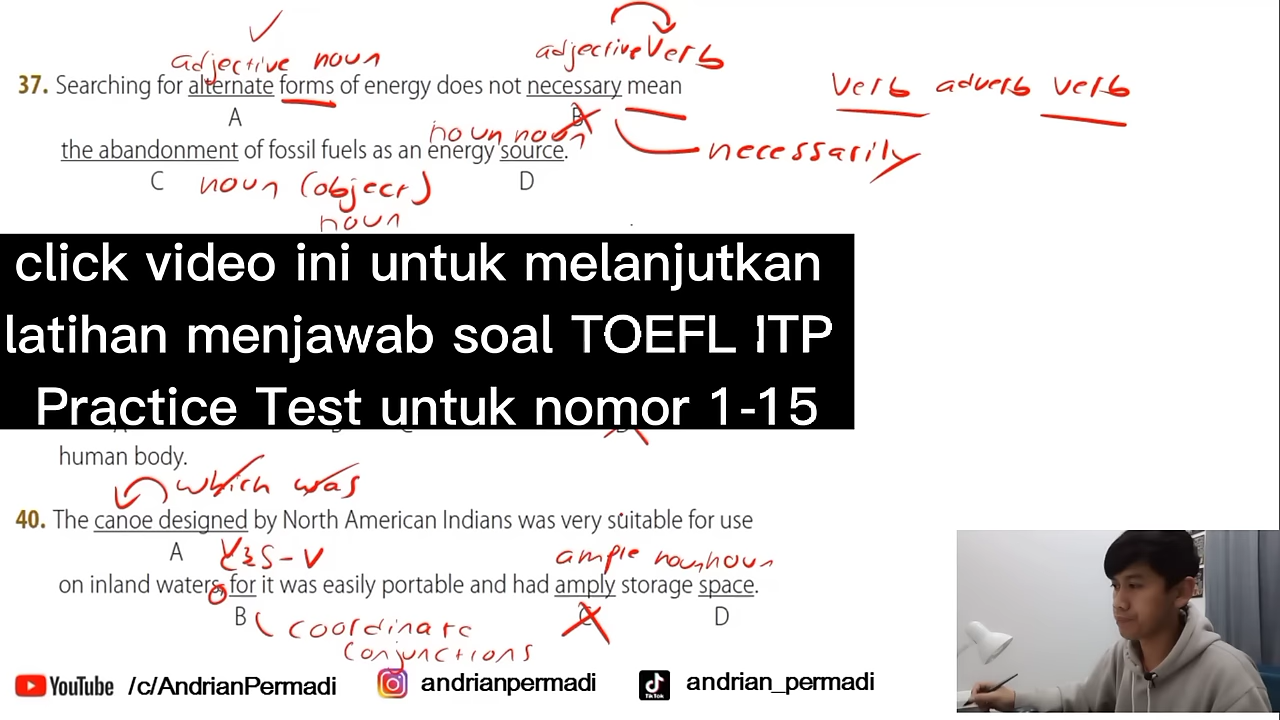 adjective noun
adjective verb
37. Searching for alternate forms of energy does not necessary mean
verb adverb verb
A
B
noun noun
necessarily
the abandonment of fossil fuels as an energy source.
C
noun (object)
D
noun
click video ini untuk melanjutkan
latihan menjawab soal TOEFL ITP
Practice Test untuk nomor 1-15
human body.
which was
40. The canoe designed by North American Indians was very suitable for use
A
S-V
ample noun noun
on inland waters, for it was easily portable and had amply storage space.
B
C
D
coordinate
conjunctions
YouTube /c/AndrianPermadi
andrianpermadi
TikTok
andrian_permadi